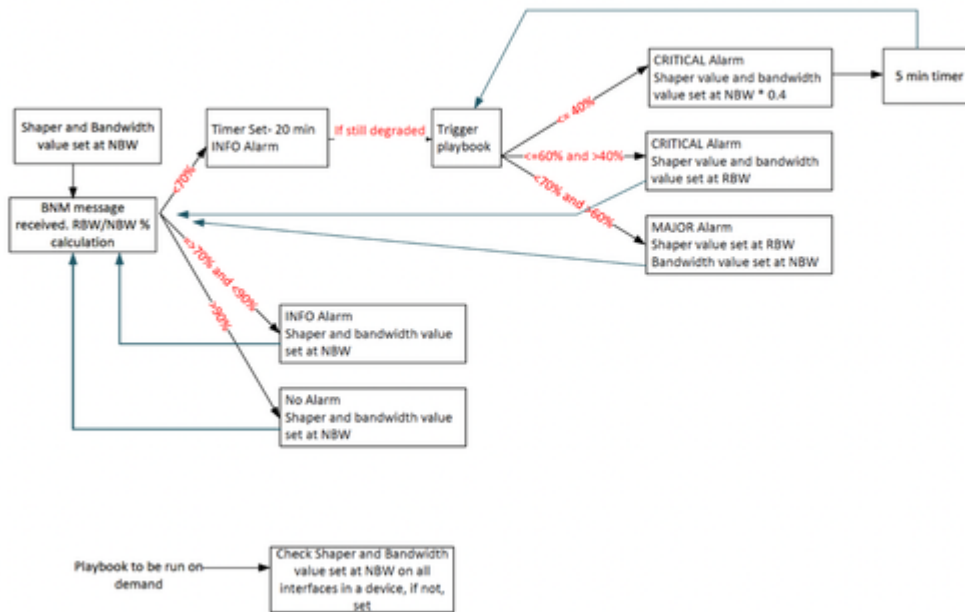 Shaper and Bandwidth
value set at NBW
BNM message
received. RBW/NBW %
calculation
<70%
Timer Set- 20 min
INFO Alarm
If still degraded
Trigger
playbook
<= 40%
CRITICAL Alarm
Shaper value and bandwidth
value set at NBW * 0.4
5 min timer
<=60% and >40%
CRITICAL Alarm
Shaper value and bandwidth
value set at RBW
<70% and >60%
MAJOR Alarm
Shaper value set at RBW
Bandwidth value set at NBW
<>70% and <90%
INFO Alarm
Shaper and bandwidth value
set at NBW
>90%
No Alarm
Shaper and bandwidth value
set at NBW
Playbook to be run on
demand
Check Shaper and Bandwidth
value set at NBW on all
interfaces in a device, if not,
set